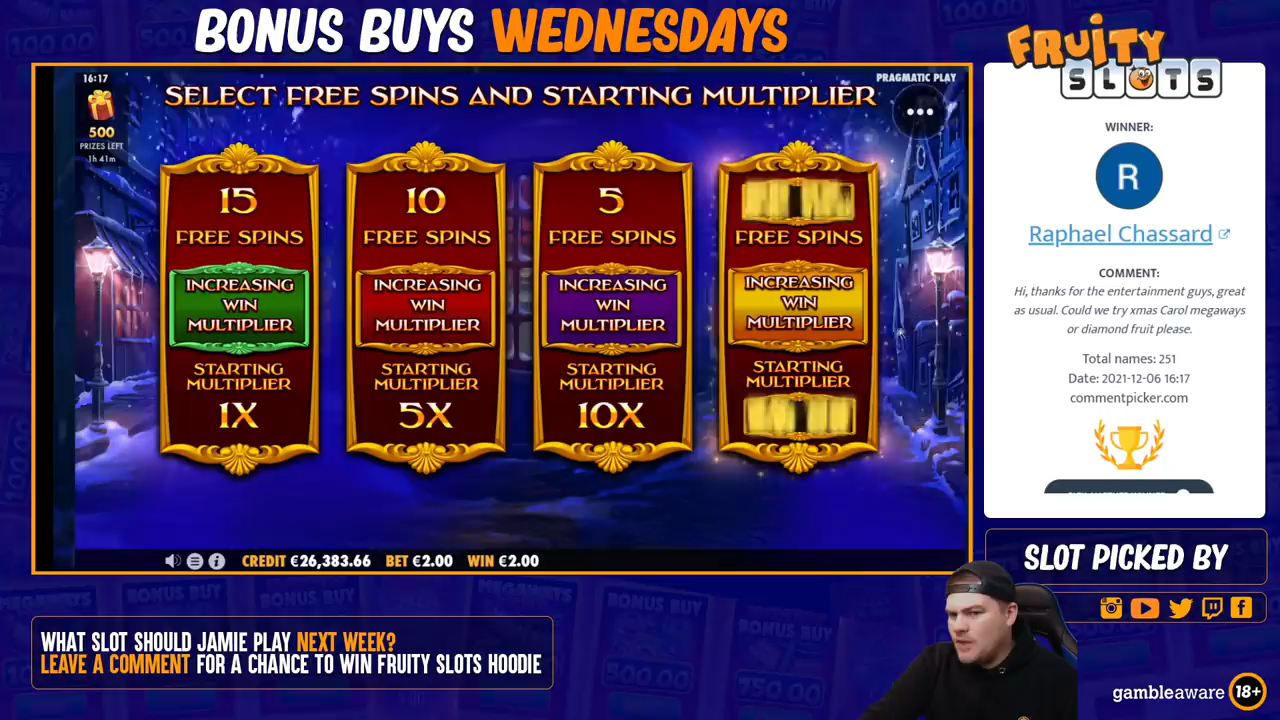 BONUS BUYS WEDNESDAYS
FRUITY
SLOTS
16:17
PRAGMATIC PLAY
SELECT FREE SPINS AND STARTING MULTIPLIER
500
PRIZES LEFT
1h 41m
15
FREE SPINS
INCREASING
WIN
MULTIPLIER
STARTING
MULTIPLIER
1X
10
FREE SPINS
INCREASING
WIN
MULTIPLIER
STARTING
MULTIPLIER
5X
5
FREE SPINS
INCREASING
WIN
MULTIPLIER
STARTING
MULTIPLIER
10X
FREE SPINS
INCREASING
WIN
MULTIPLIER
STARTING
MULTIPLIER
CREDIT €26,383.66 BET €2.00 WIN €2.00
WINNER:
R
Raphael Chassard
COMMENT:
Hi, thanks for the entertainment guys, great
as usual. Could we try xmas Carol megaways
or diamond fruit please.
Total names: 251
Date: 2021-12-06 16:17
commentpicker.com
SLOT PICKED BY
WHAT SLOT SHOULD JAMIE PLAY NEXT WEEK?
LEAVE A COMMENT FOR A CHANCE TO WIN FRUITY SLOTS HOODIE
gambleaware 18+